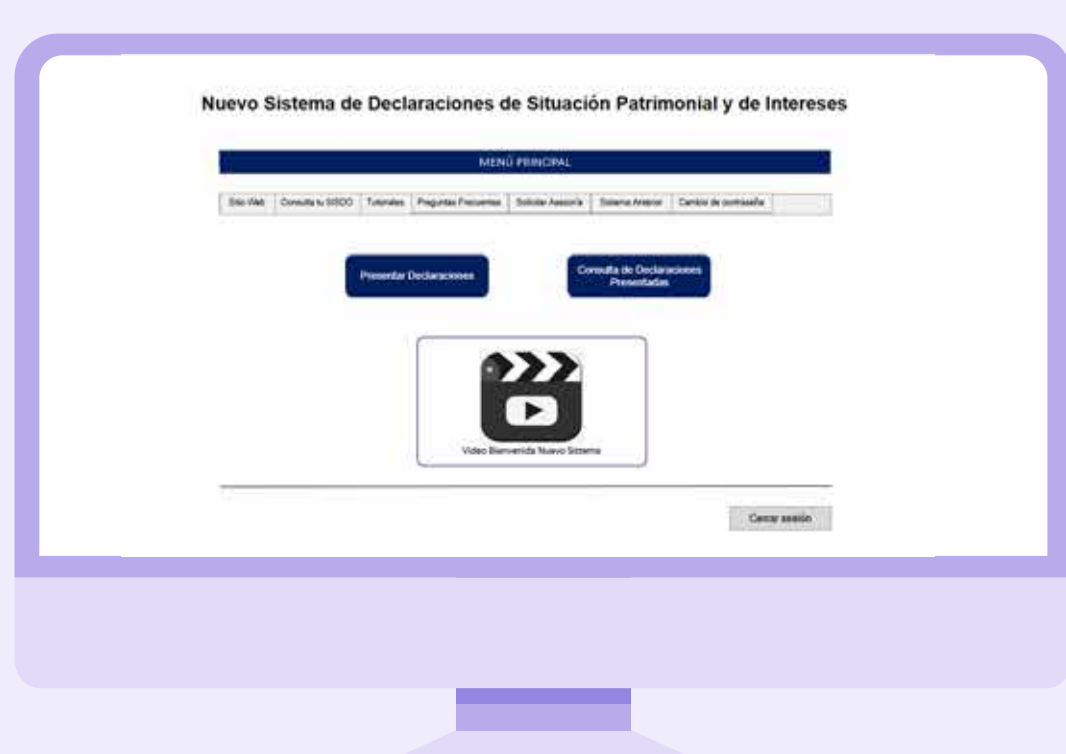 Nuevo Sistema de Declaraciones de Situación Patrimonial y de Intereses
MENÚ PRINCIPAL
Sitio Web Consulta tu Tutoriales Preguntas Frecuentes Solicitar Asesoría Sistema Anterior Cambio de contraseña
Presentar Declaraciones
Consulta de Declaraciones
Presentadas
Video Bienvenida Nuevo Sistema
Cerrar sesión